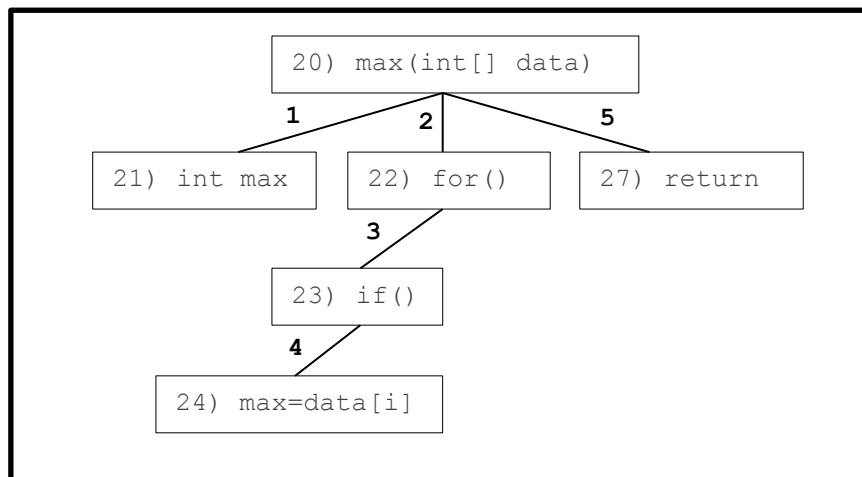 20) max(int[] data)
1
2
5
21) int max
22) for()
27) return
3
23) if()
4
24) max=data[i]